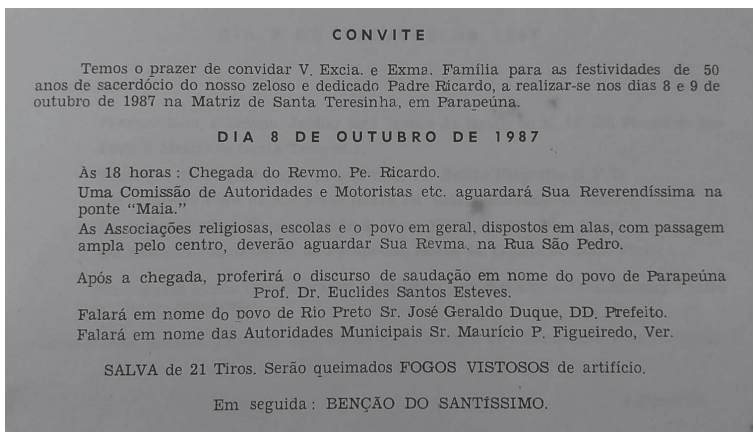 CONVITE
Temos o prazer de convidar V. Excia. e Exma. Família para as festividades de 50
anos de sacerdócio do nosso zeloso e dedicado Padre Ricardo, a realizar-se nos dias 8 e 9 de
outubro de 1987 na Matriz de Santa Teresinha, em Parapeúna.
DIA 8 DE OUTUBRO DE 1987
Às 18 horas : Chegada do Revmo. Pe. Ricardo.
Uma Comissão de Autoridades e Motoristas etc. aguardará Sua Reverendíssima na
ponte “Maia.”
As Associações religiosas, escolas e o povo em geral, dispostos em alas, com passagem
ampla pelo centro, deverão aguardar Sua Revma. na Rua São Pedro.
Após a chegada, proferirá o discurso de saudação em nome do povo de Parapeúna
Prof. Dr. Euclides Santos Esteves.
Falará em nome do povo de Rio Preto Sr. José Geraldo Duque, DD. Prefeito.
Falará em nome das Autoridades Municipais Sr. Maurício P. Figueiredo, Ver.
SALVA de 21 Tiros. Serão queimados FOGOS VISTOSOS de artifício.
Em seguida : BENÇÃO DO SANTÍSSIMO.